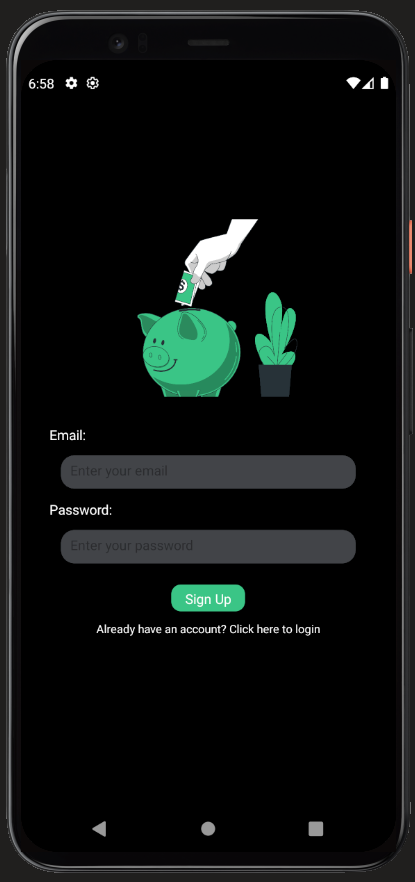 6:58
Email:
Enter your email
Password:
Enter your password
Sign Up
Already have an account? Click here to login